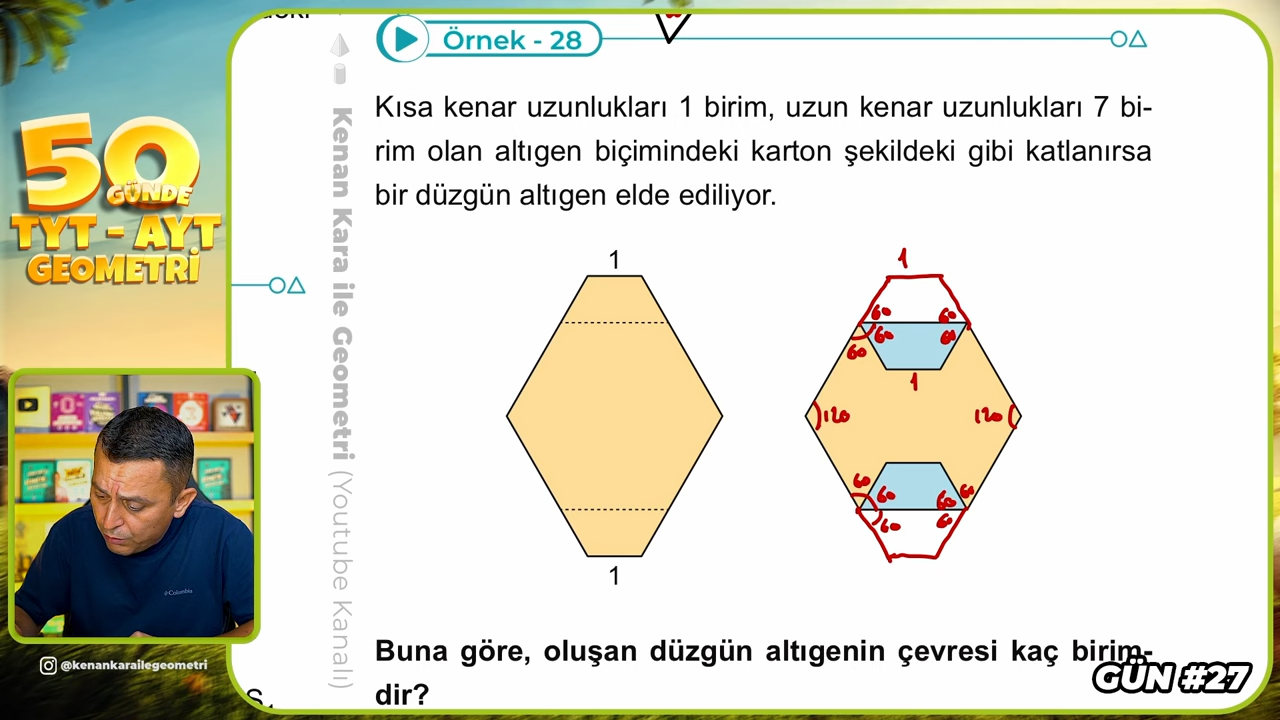 50
GÜNDE
TYT - AYT
GEOMETRİ
Örnek - 28
Kısa kenar uzunlukları 1 birim, uzun kenar uzunlukları 7 bi-
rim olan altıgen biçimindeki karton şekildeki gibi katlanırsa
bir düzgün altıgen elde ediliyor.
Kenan Kara ile Geometri (Youtube Kanalı)
1
1
1
60 60
60 60
60
1
120 120
60 60 60 60
60 60
Buna göre, oluşan düzgün altıgenin çevresi kaç birim-
dir?
GÜN #27
Columbia
@kenankarailegeometri